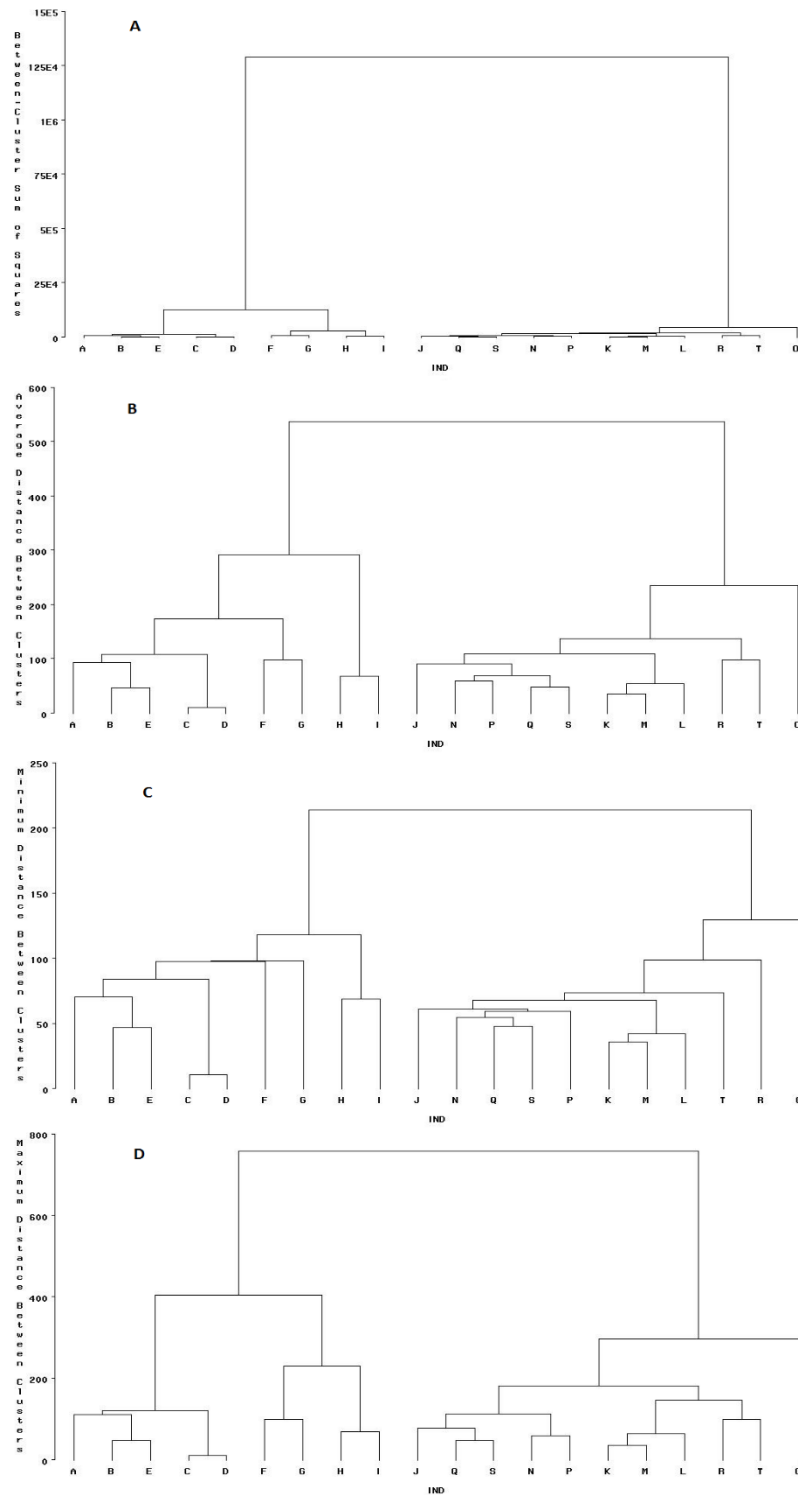 A
Between-Cluster Sum of Squares
15E5
125E4
1E6
75E4
5E5
25E4
0
A B E C D F G H I J Q S N P K M L R T O
IND
B
Average Distance Between Clusters
600
500
400
300
200
100
0
A B E C D F G H I J N P Q S K M L R T
IND
C
Minimum Distance Between Clusters
250
200
150
100
50
0
A B E C D F G H I J N Q S P K M L T R
IND
D
Maximum Distance Between Clusters
800
600
400
200
0
A B E C D F G H I J Q S N P K M L R T
IND